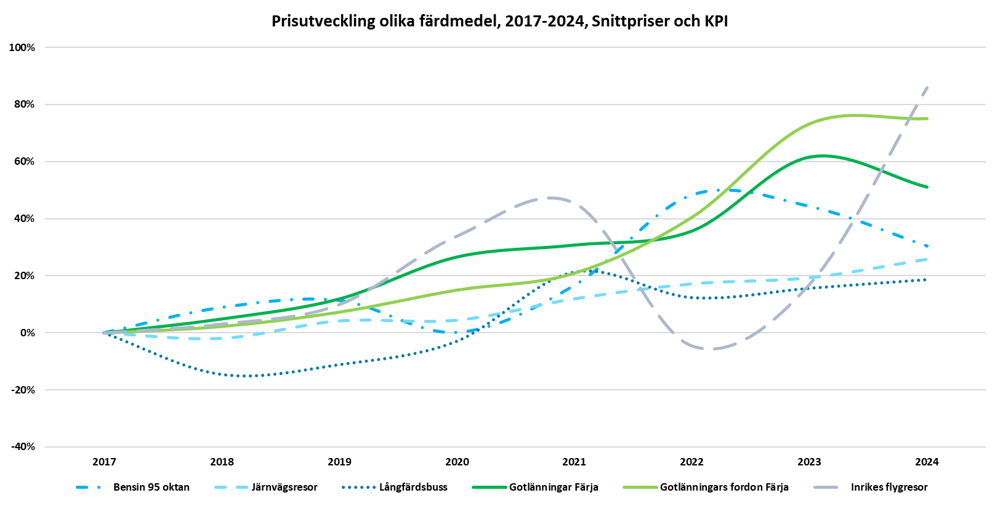 Prisutveckling olika färdmedel, 2017-2024, Snittpriser och KPI
100%
80%
60%
40%
20%
0%
-20%
-40%
2017 2018 2019 2020 2021 2022 2023 2024
Bensin 95 oktan Järnvägsresor Långfärdsbuss Gotlänningar Färja Gotlänningars fordon Färja Inrikes flygresor